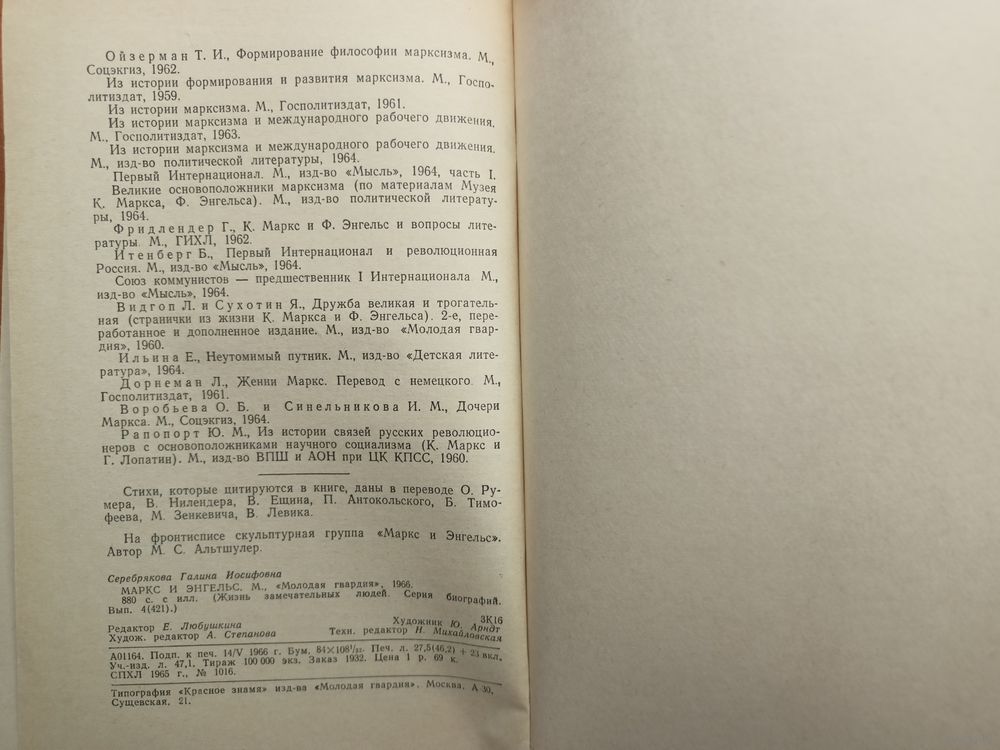 Ойзерман Т. И., Формирование философии марксизма. М.,
Соцэкгиз, 1962.
Из истории формирования и развития марксизма. М., Госпо-
литиздат, 1959.
Из истории марксизма. М., Госполитиздат, 1961.
Из истории марксизма и международного рабочего движения.
М., Госполитиздат, 1963.
Из истории марксизма и международного рабочего движения.
М., изд-во политической литературы, 1964.
Первый Интернационал. М., изд-во «Мысль», 1964, часть I.
Великие основоположники марксизма (по материалам Музея
К. Маркса, Ф. Энгельса). М., изд-во политической литерату-
ры, 1964.
Фридлендер Г., К. Маркс и Ф. Энгельс и вопросы лите-
ратуры. М., ГИХЛ, 1962.
Итенберг Б., Первый Интернационал и революционная
Россия. М., изд-во «Мысль», 1964.
Союз коммунистов — предшественник I Интернационала. М.,
изд-во «Мысль», 1964.
Видгоп Л. и Сухотин Я., Дружба великая и трогатель-
ная (странички из жизни К. Маркса и Ф. Энгельса). 2-е, пере-
работанное и дополненное издание. М., изд-во «Молодая гвар-
дия», 1960.
Ильина Е., Неутомимый путник. М., изд-во «Детская лите-
ратура», 1964.
Дорнеман Л., Женни Маркс. Перевод с немецкого. М.,
Госполитиздат, 1961.
Воробьева О. Б. и Синельникова И. М., Дочери
Маркса. М., Соцэкгиз, 1964.
Рапопорт Ю. М., Из истории связей русских революцио-
неров с основоположниками научного социализма (К. Маркс и
Г. Лопатин). М., изд-во ВПШ и АОН при ЦК КПСС, 1960.
Стихи, которые цитируются в книге, даны в переводе О. Ру-
мера, В. Нилендера, В. Ещина, П. Антокольского, Б. Тимо-
феева, М. Зенкевича, В. Левика.
На фронтисписе скульптурная группа «Маркс и Энгельс».
Автор М. С. Альтшулер.
Серебрякова Галина Иосифовна
МАРКС И ЭНГЕЛЬС. М., «Молодая гвардия», 1966.
880 с. с илл. (Жизнь замечательных людей. Серия биографий.
Вып. 4(421).)
3К16
Редактор Е. Любушкина Художник Ю. Арндт
Худож. редактор А. Степанова Техн. редактор Н. Михайловская
А01164. Подп. к печ. 14/V 1966 г. Бум. 84×108¹/₃₂. Печ. л. 27,5(46,2) + 23 вкл.
Уч.-изд. л. 47,1. Тираж 100 000 экз. Заказ 1932. Цена 1 р. 69 к.
СПХЛ 1965 г., № 1016.
Типография «Красное знамя» изд-ва «Молодая гвардия». Москва, А-30,
Сущевская, 21.